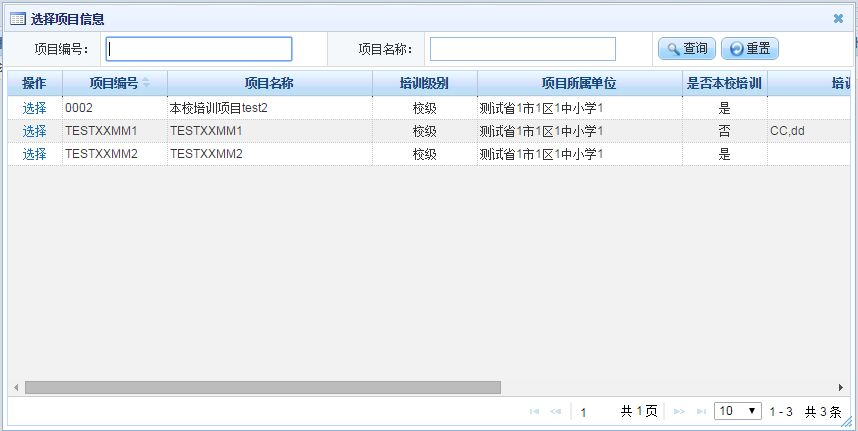 选择项目信息
项目编号： 项目名称： 查询 重置
操作 项目编号 项目名称 培训级别 项目所属单位 是否本校培训 培训
选择 0002 本校培训项目test2 校级 测试省1市1区1中小学1 是
选择 TESTXXMM1 TESTXXMM1 校级 测试省1市1区1中小学1 否 CC,dd
选择 TESTXXMM2 TESTXXMM2 校级 测试省1市1区1中小学1 是
1 共 1 页 10 1 - 3 共 3 条